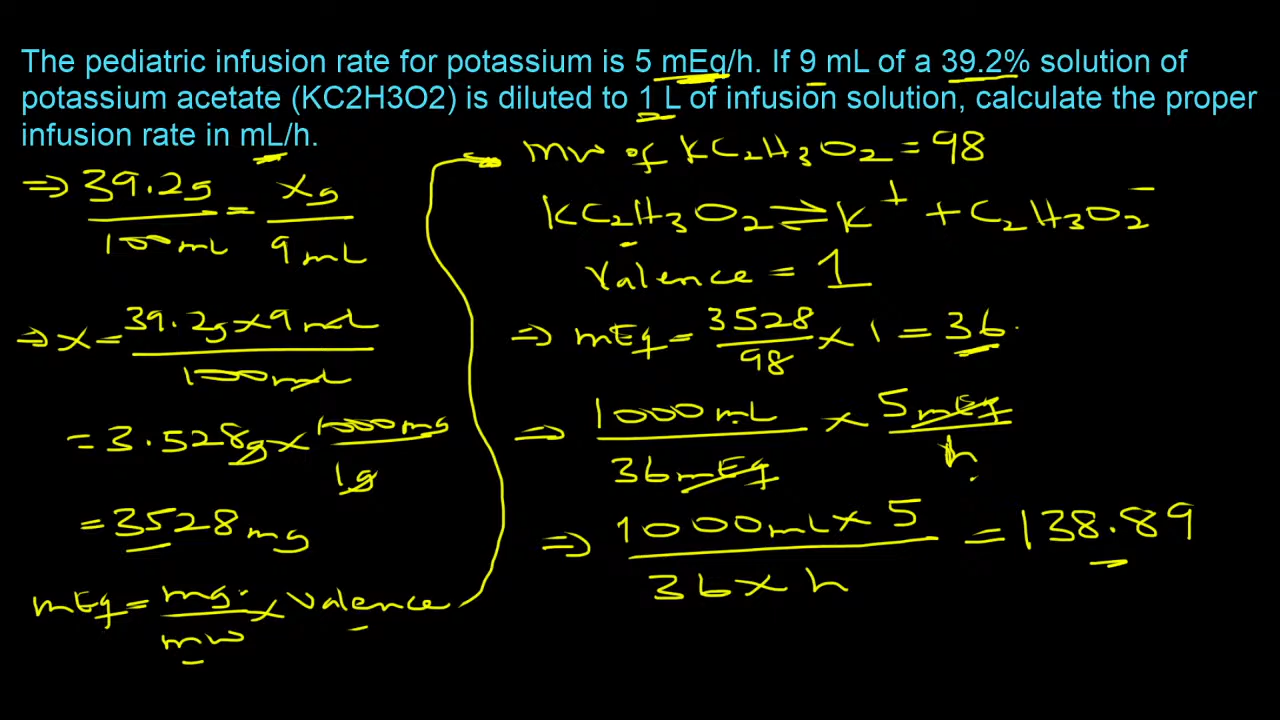 The pediatric infusion rate for potassium is 5 mEq/h. If 9 mL of a 39.2% solution of
potassium acetate (KC2H3O2) is diluted to 1 L of infusion solution, calculate the proper
infusion rate in mL/h.
⇒ 39.2g/100mL = xg/9mL
⇒ x = 39.2g x 9mL/100mL
= 3.528g x 1000mg/1g
= 3528mg
mEq = mg/mw x valence
mw of KC2H3O2 = 98
KC2H3O2 ⇌ K+ + C2H3O2-
Valence = 1
⇒ mEq = 3528/98 x 1 = 36.
⇒ 1000mL/36mEq x 5mEq/h
⇒ 1000mL x 5/36 x h = 138.89